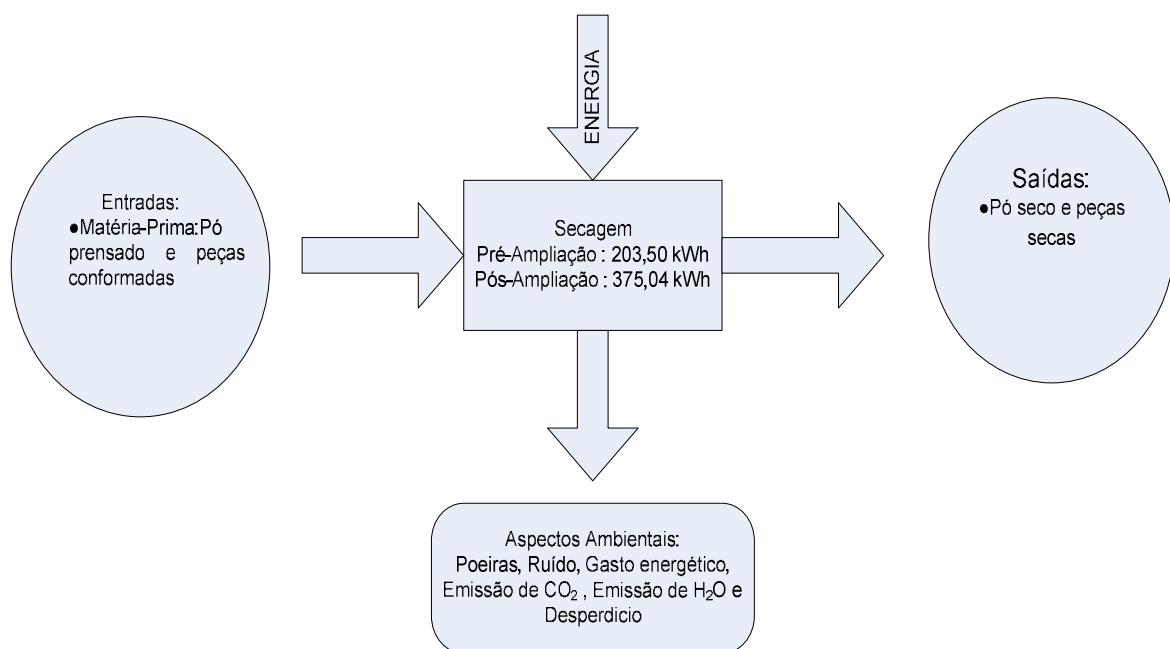 ENERGIA
Entradas:
●Matéria-Prima:Pó
prensado e peças
conformadas
Secagem
Pré-Ampliação : 203,50 kWh
Pós-Ampliação : 375,04 kWh
Saídas:
●Pó seco e peças
secas
Aspectos Ambientais:
Poeiras, Ruído, Gasto energético,
Emissão de CO₂ , Emissão de H₂O e
Desperdicio